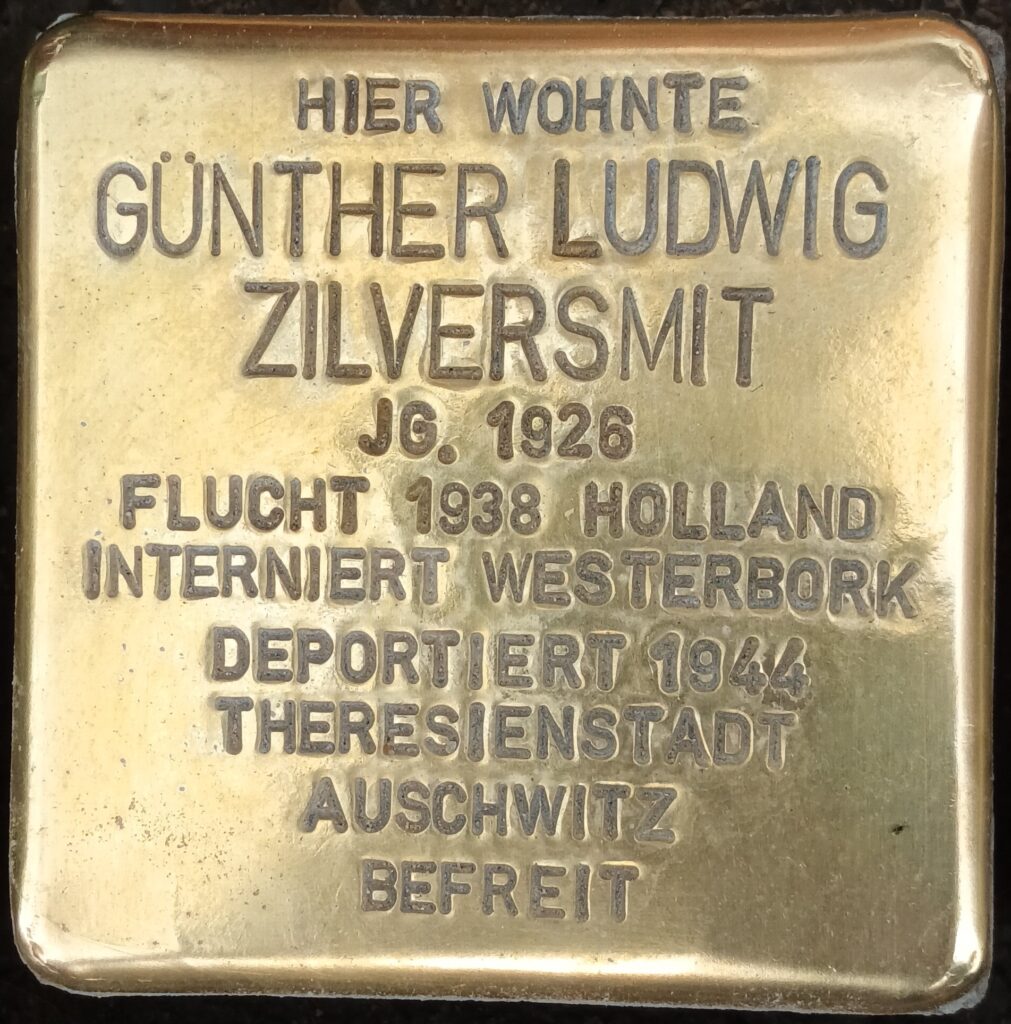 HIER WOHNTE
GÜNTHER LUDWIG
ZILVERSMIT
JG. 1926
FLUCHT 1938 HOLLAND
INTERNIERT WESTERBORK
DEPORTIERT 1944
THERESIENSTADT
AUSCHWITZ
BEFREIT